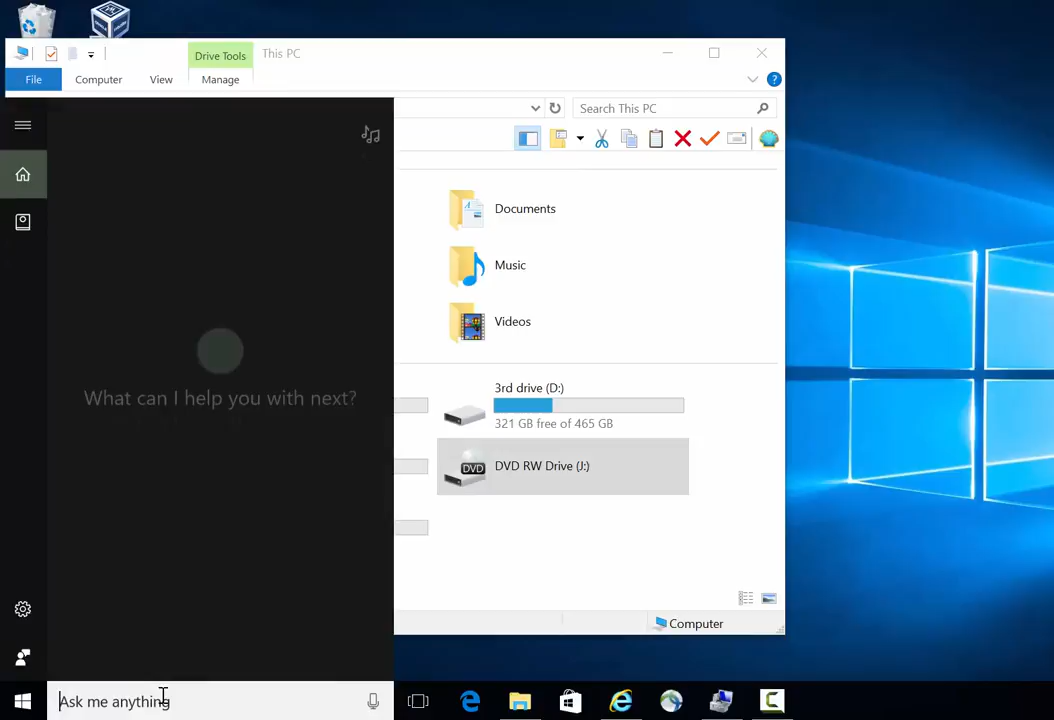 Drive Tools
This PC
File
Computer
View
Manage
Search This PC
Documents
Music
Videos
What can I help you with next?
3rd drive (D:)
321 GB free of 465 GB
DVD
DVD RW Drive (J:)
Computer
Ask me anything